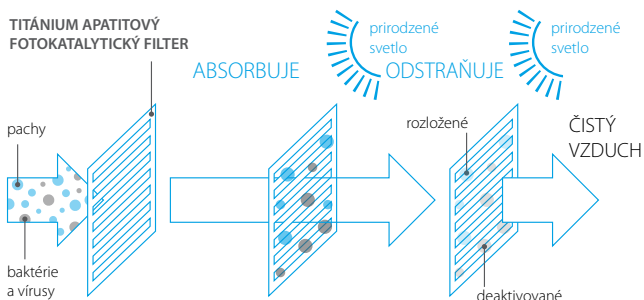 TITÁNIUM APATITOVÝ
FOTOKATALYTICKÝ FILTER
prirodzené
svetlo
prirodzené
svetlo
ABSORBUJE
ODSTRAŇUJE
pachy
rozložené
ČISTÝ
VZDUCH
baktérie
a vírusy
deaktivované